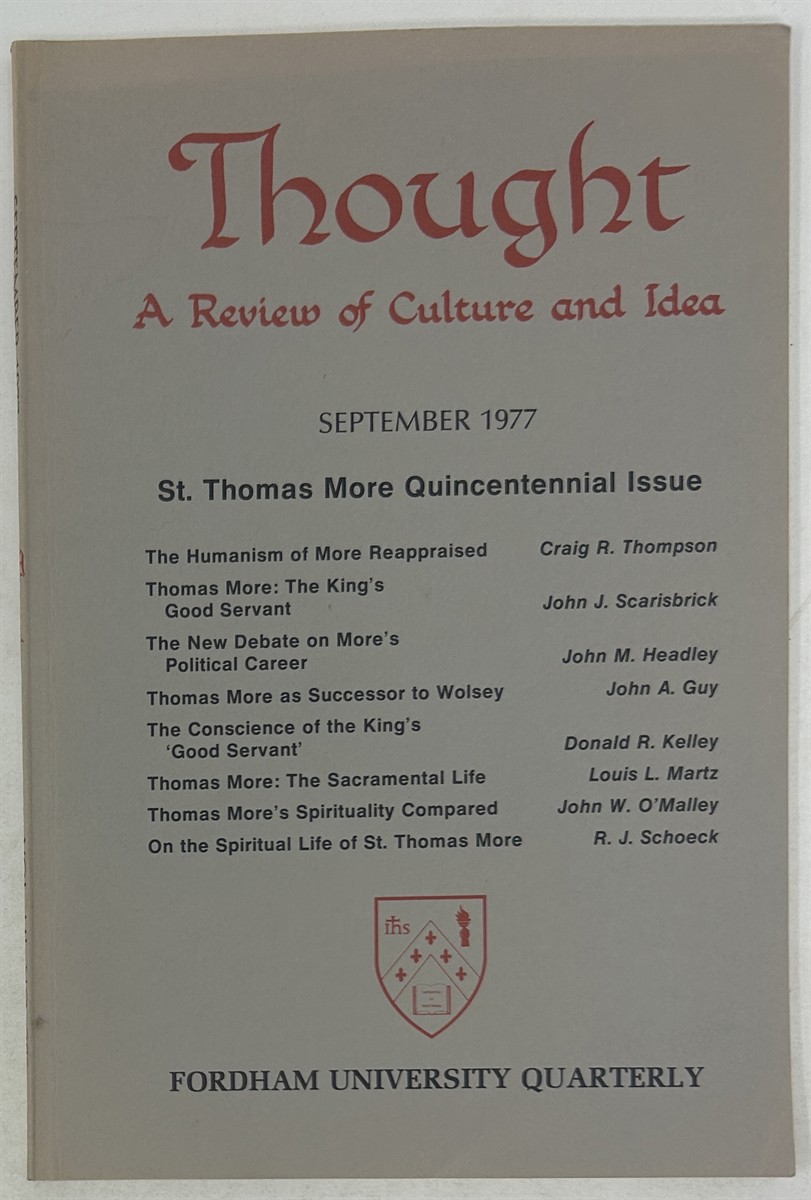 Thought
A Review of Culture and Idea
SEPTEMBER 1977
St. Thomas More Quincentennial Issue
The Humanism of More Reappraised Craig R. Thompson
Thomas More: The King's
Good Servant John J. Scarisbrick
The New Debate on More's
Political Career John M. Headley
Thomas More as Successor to Wolsey John A. Guy
The Conscience of the King's
'Good Servant' Donald R. Kelley
Thomas More: The Sacramental Life Louis L. Martz
Thomas More's Spirituality Compared John W. O'Malley
On the Spiritual Life of St. Thomas More R. J. Schoeck
ihs
FORDHAM UNIVERSITY QUARTERLY